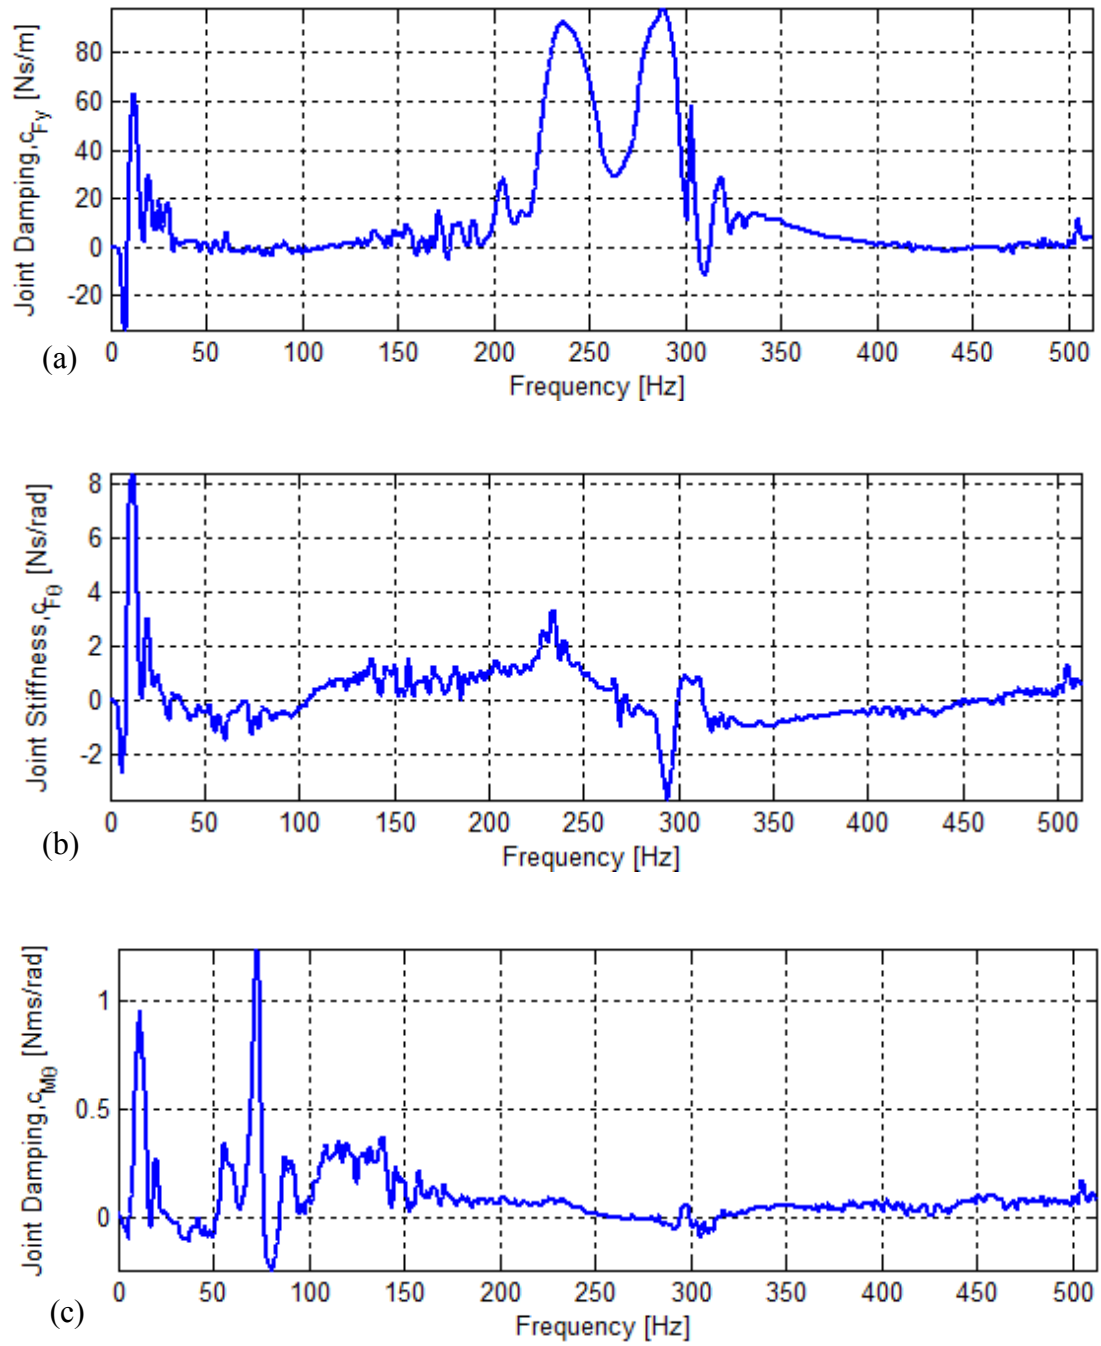 Joint Damping,c_Fy [Ns/m]
80
60
40
20
0
-20
0 50 100 150 200 250 300 350 400 450 500
Frequency [Hz]
(a)
Joint Stiffness,c_Fθ [Ns/rad]
8
6
4
2
0
-2
0 50 100 150 200 250 300 350 400 450 500
Frequency [Hz]
(b)
Joint Damping,c_Mθ [Nms/rad]
1
0.5
0
0 50 100 150 200 250 300 350 400 450 500
Frequency [Hz]
(c)